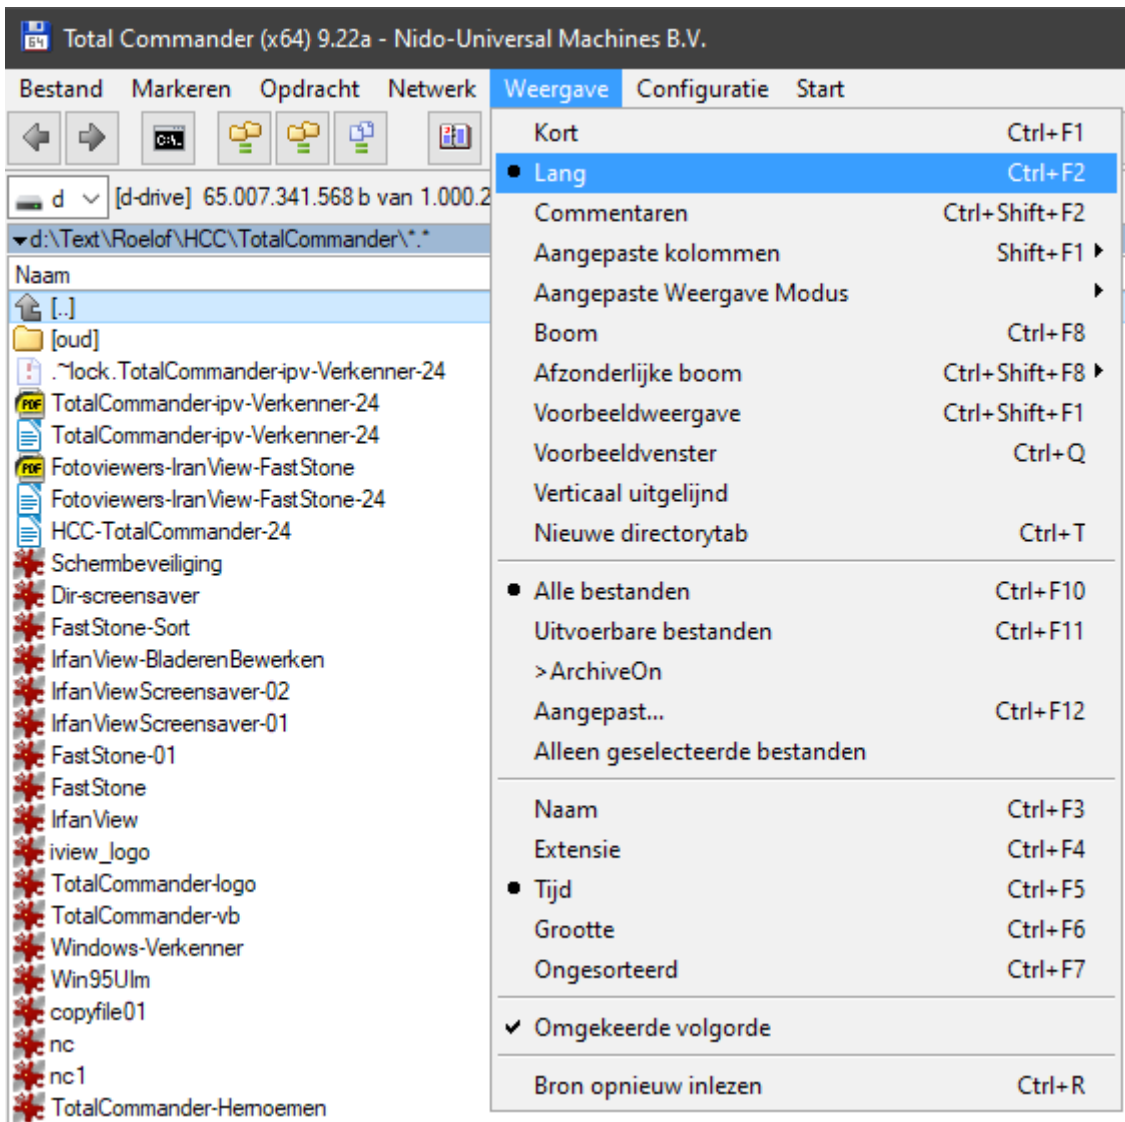 Total Commander (x64) 9.22a - Nido-Universal Machines B.V.
Bestand Markeren Opdracht Netwerk Weergave Configuratie Start
d [d-drive] 65.007.341.568 b van 1.000.2
d:\Text\Roelof\HCC\TotalCommander\*.*
Naam
[..]
[oud]
.~lock.TotalCommander-ipv-Verkenner-24
TotalCommander-ipv-Verkenner-24
TotalCommander-ipv-Verkenner-24
Fotoviewers-IranView-FastStone
Fotoviewers-IranView-FastStone-24
HCC-TotalCommander-24
Schermbeveiliging
Dir-screensaver
FastStone-Sort
IrfanView-BladerenBewerken
IrfanViewScreensaver-02
IrfanViewScreensaver-01
FastStone-01
FastStone
IrfanView
iview_logo
TotalCommander-logo
TotalCommander-vb
Windows-Verkenner
Win95Ulm
copyfile01
nc
nc1
TotalCommander-Hernoemen
Kort Ctrl+F1
Lang Ctrl+F2
Commentaren Ctrl+Shift+F2
Aangepaste kolommen Shift+F1
Aangepaste Weergave Modus
Boom Ctrl+F8
Afzonderlijke boom Ctrl+Shift+F8
Voorbeeldweergave Ctrl+Shift+F1
Voorbeeldvenster Ctrl+Q
Verticaal uitgelijnd
Nieuwe directorytab Ctrl+T
Alle bestanden Ctrl+F10
Uitvoerbare bestanden Ctrl+F11
>ArchiveOn
Aangepast... Ctrl+F12
Alleen geselecteerde bestanden
Naam Ctrl+F3
Extensie Ctrl+F4
Tijd Ctrl+F5
Grootte Ctrl+F6
Ongesorteerd Ctrl+F7
Omgekeerde volgorde
Bron opnieuw inlezen Ctrl+R